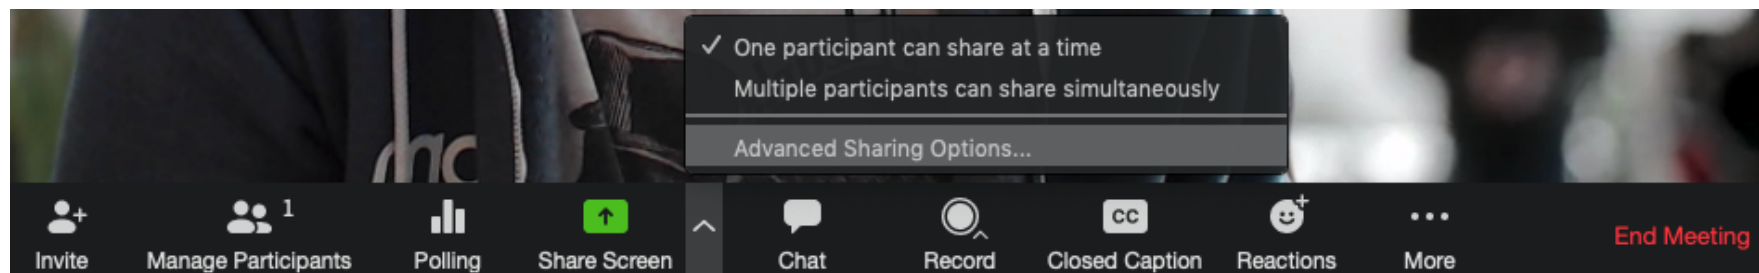 One participant can share at a time
Multiple participants can share simultaneously
Advanced Sharing Options...
1
CC
Invite
Manage Participants
Polling
Share Screen
Chat
Record
Closed Caption
Reactions
More
End Meeting